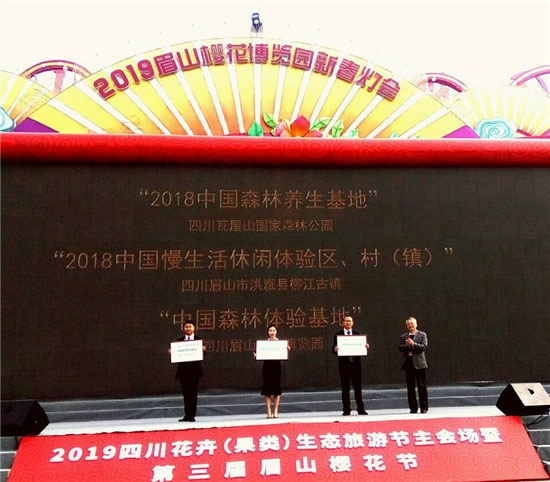 2019眉山樱花博览园新春灯会
“2018中国森林养生基地”
四川瓦屋山国家森林公园
“2018中国慢生活休闲体验区、村（镇）”
四川眉山市洪雅县柳江古镇
“中国森林体验基地”
四川眉山 博览园
2019四川花卉（果类）生态旅游节主会场暨
第三届眉山樱花节